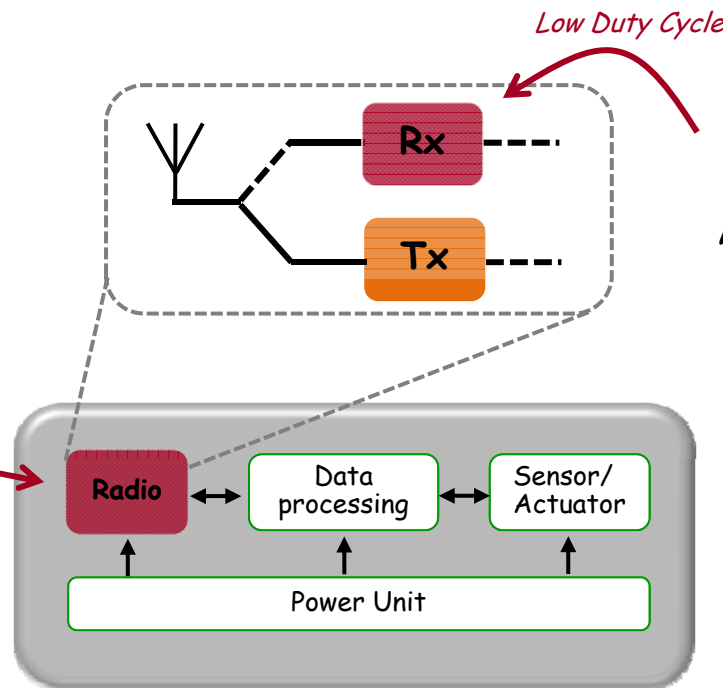 Low Duty Cycle
Rx
Tx
Radio
Data
processing
Sensor/
Actuator
Power Unit